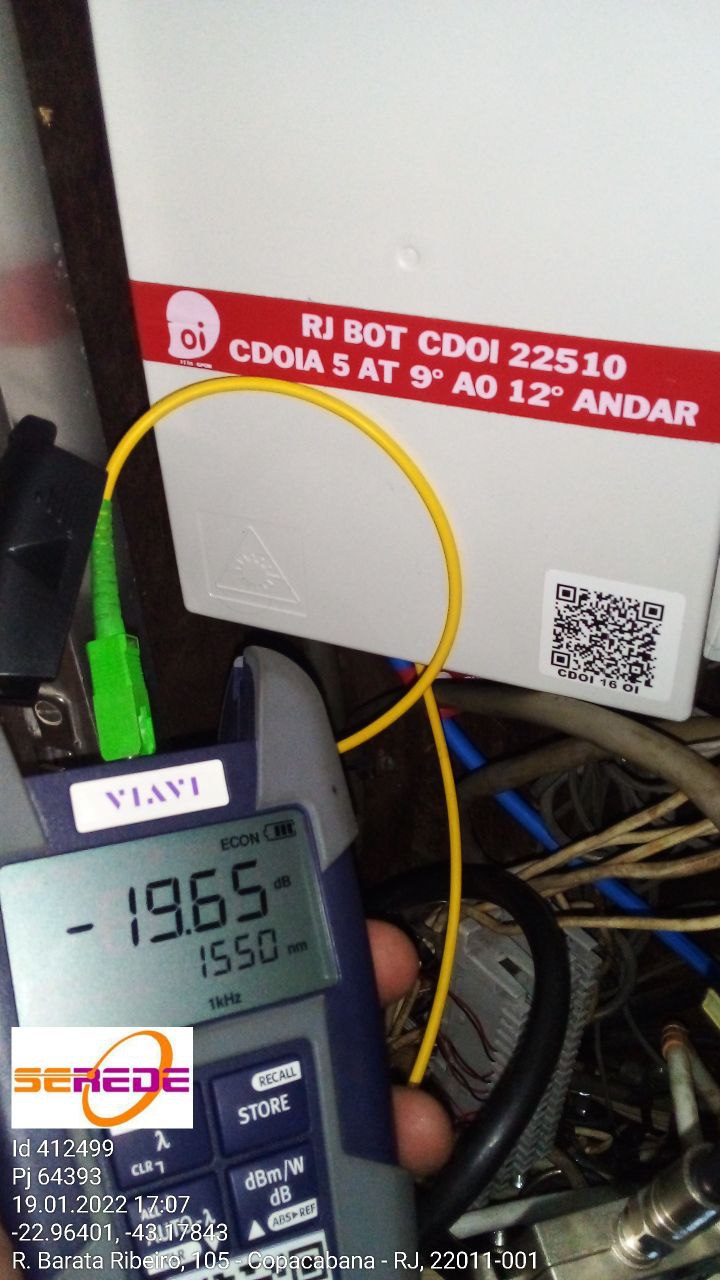 oi
RJ BOT CDOI 22510
CDOIA 5 AT 9° AO 12° ANDAR
CDOI 16 OI
VIAVI
ECON
-19.65 dB
1550 nm
1kHz
RECALL
STORE
λ
CLR
dBm/W
dB
ABS▶REF
λ
SEREDE
Id 412499
Pj 64393
19.01.2022 17:07
-22.96401, -43.17843
R. Barata Ribeiro, 105 - Copacabana - RJ, 22011-001